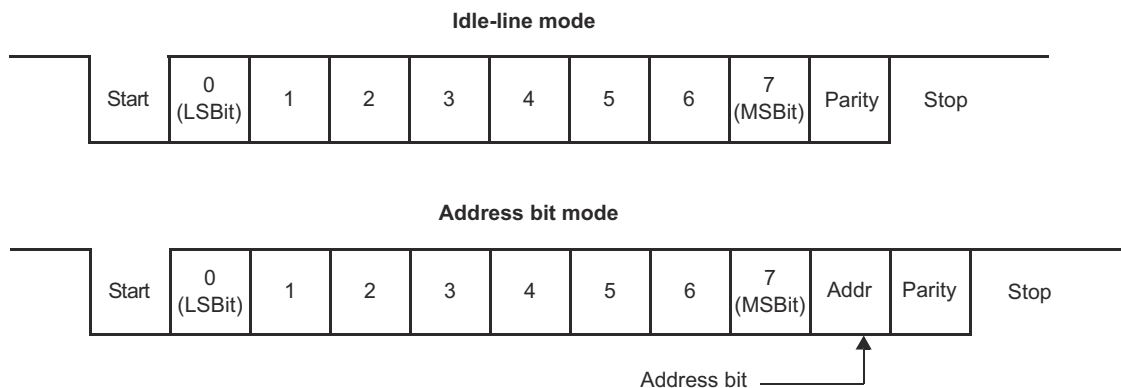 Idle-line mode
Start 0 (LSBit) 1 2 3 4 5 6 7 (MSBit) Parity Stop
Address bit mode
Start 0 (LSBit) 1 2 3 4 5 6 7 (MSBit) Addr Parity Stop
Address bit